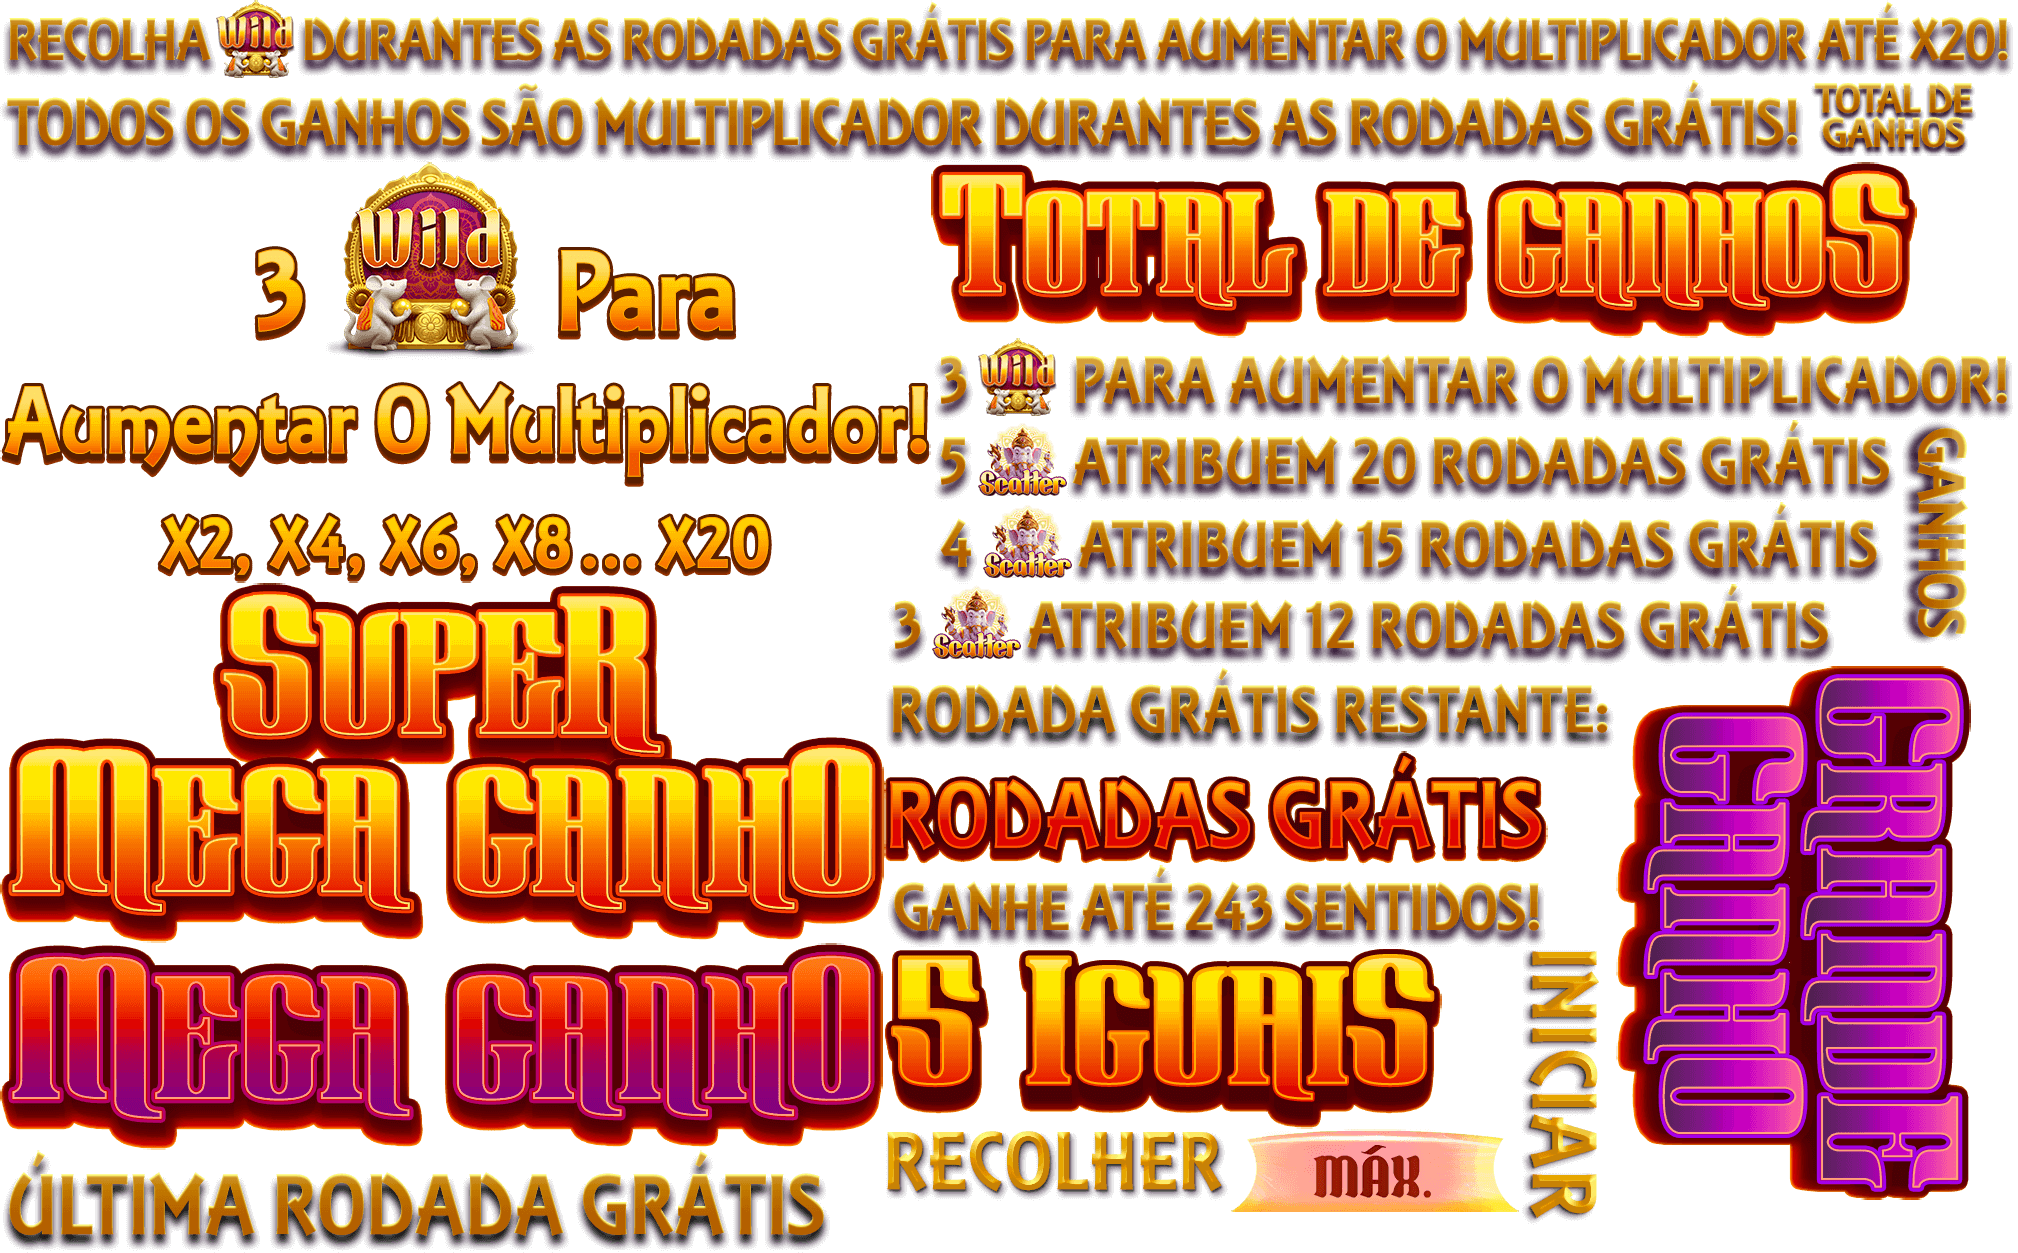 RECOLHA Wild DURANTES AS RODADAS GRÁTIS PARA AUMENTAR O MULTIPLICADOR ATÉ X20!
TODOS OS GANHOS SÃO MULTIPLICADOR DURANTES AS RODADAS GRÁTIS!
TOTAL DE
GANHOS
3 Wild Para
Aumentar O Multiplicador!
X2, X4, X6, X8... X20
TOTAL DE GANHOS
3 Wild PARA AUMENTAR O MULTIPLICADOR!
5 Scatter ATRIBUEM 20 RODADAS GRÁTIS
4 Scatter ATRIBUEM 15 RODADAS GRÁTIS
3 Scatter ATRIBUEM 12 RODADAS GRÁTIS
GANHOS
RODADA GRÁTIS RESTANTE:
SUPER
MEGA GANHO
RODADAS GRÁTIS
GANHE ATÉ 243 SENTIDOS!
GRANDE
GANHO
MEGA GANHO
5 IGUAIS
INICIAR
RECOLHER
MÁX.
ÚLTIMA RODADA GRÁTIS